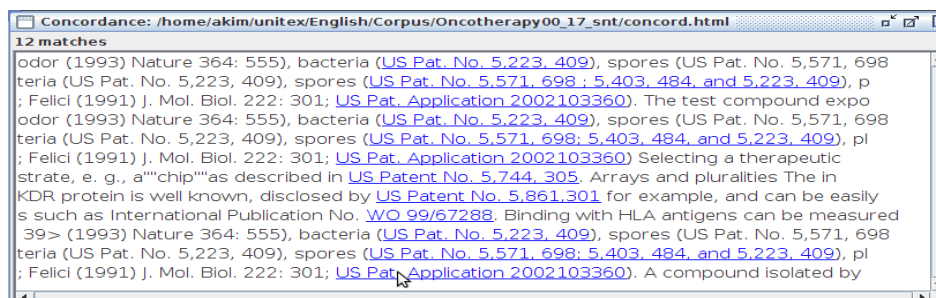 Concordance: /home/akim/unitex/English/Corpus/Oncotherapy00_17_snt/concord.html
12 matches
odor (1993) Nature 364: 555), bacteria (US Pat. No. 5,223, 409), spores (US Pat. No. 5,571, 698
teria (US Pat. No. 5,223, 409), spores (US Pat. No. 5,571, 698 ; 5,403, 484, and 5,223, 409), p
; Felici (1991) J. Mol. Biol. 222: 301; US Pat. Application 2002103360). The test compound expo
odor (1993) Nature 364: 555), bacteria (US Pat. No. 5,223, 409), spores (US Pat. No. 5,571, 698
teria (US Pat. No. 5,223, 409), spores (US Pat. No. 5,571, 698; 5,403, 484, and 5,223, 409), pl
; Felici (1991) J. Mol. Biol. 222: 301; US Pat. Application 2002103360) Selecting a therapeutic
strate, e. g., a""chip""as described in US Patent No. 5,744, 305. Arrays and pluralities The in
KDR protein is well known, disclosed by US Patent No. 5,861,301 for example, and can be easily
s such as International Publication No. WO 99/67288. Binding with HLA antigens can be measured
39> (1993) Nature 364: 555), bacteria (US Pat. No. 5,223, 409), spores (US Pat. No. 5,571, 698
teria (US Pat. No. 5,223, 409), spores (US Pat. No. 5,571, 698; 5,403, 484, and 5,223, 409), pl
; Felici (1991) J. Mol. Biol. 222: 301; US Pat. Application 2002103360). A compound isolated by